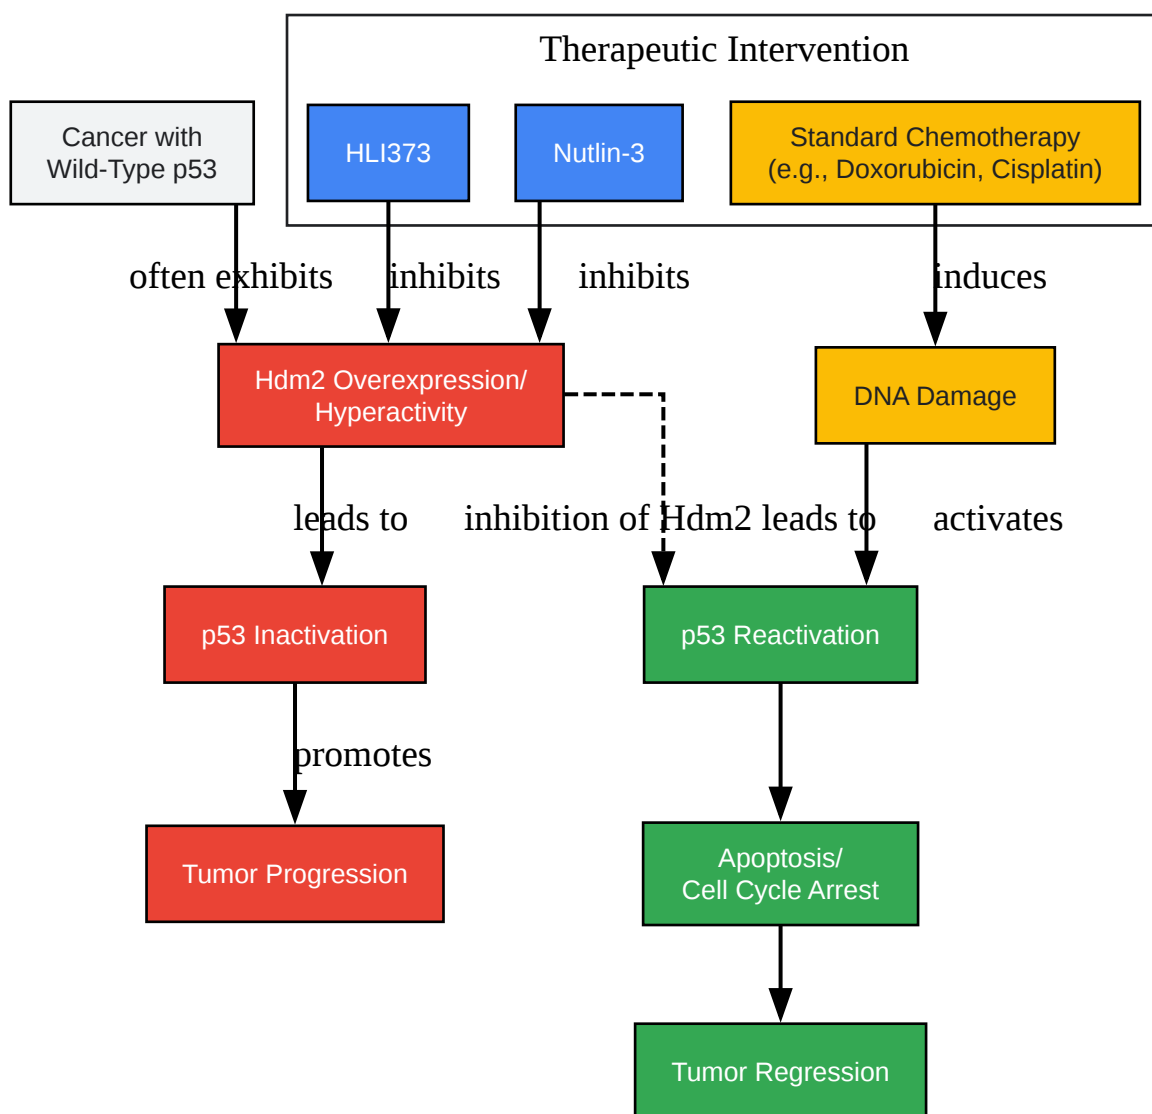 Therapeutic Intervention
Cancer with
Wild-Type p53
HLI373
Nutlin-3
Standard Chemotherapy
(e.g., Doxorubicin, Cisplatin)
often exhibits
inhibits
inhibits
induces
Hdm2 Overexpression/
Hyperactivity
DNA Damage
leads to
inhibition of Hdm2 leads to
activates
p53 Inactivation
p53 Reactivation
promotes
Tumor Progression
Apoptosis/
Cell Cycle Arrest
Tumor Regression